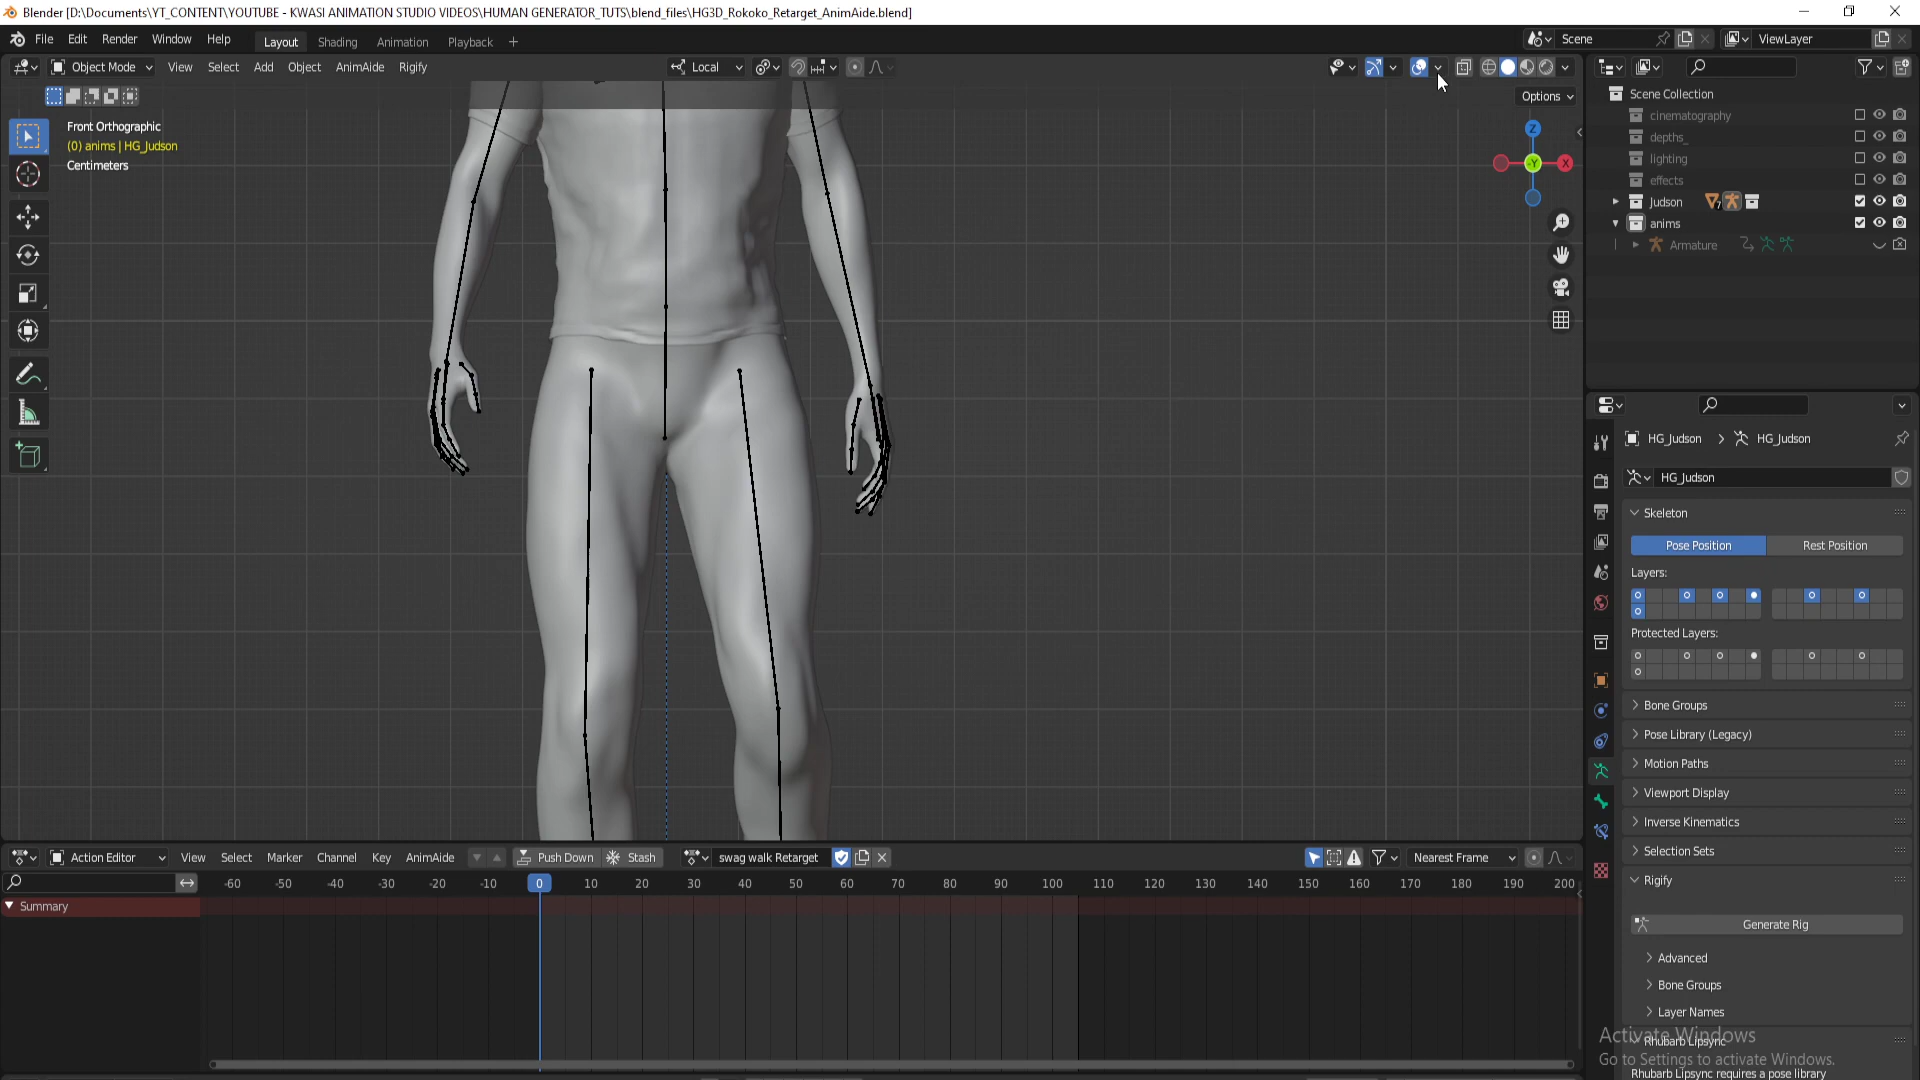 Blender [D:\Documents\YT_CONTENT\YOUTUBE - KWASI ANIMATION STUDIO VIDEOS\HUMAN GENERATOR_TUTS\blend_files\HG3D_Rokoko_Retarget_AnimAide.blend]
File Edit Render Window Help Layout Shading Animation Playback + Scene ViewLayer
Object Mode View Select Add Object AnimAide Rigify Local
Options
Front Orthographic
(0) anims | HG_Judson
Centimeters
Z
Y
X
Scene Collection
cinematography
depths_
lighting
effects
Judson 7
anims
Armature
HG_Judson > HG_Judson
HG_Judson
Skeleton
Pose Position Rest Position
Layers:
Protected Layers:
Bone Groups
Pose Library (Legacy)
Motion Paths
Viewport Display
Inverse Kinematics
Selection Sets
Rigify
Generate Rig
Advanced
Bone Groups
Layer Names
Rhubarb Lipsync
Rhubarb Lipsync requires a pose library
Activate Windows
Go to Settings to activate Windows.
Action Editor View Select Marker Channel Key AnimAide Push Down Stash swag walk Retarget Nearest Frame
-60 -50 -40 -30 -20 -10 0 10 20 30 40 50 60 70 80 90 100 110 120 130 140 150 160 170 180 190 200
Summary